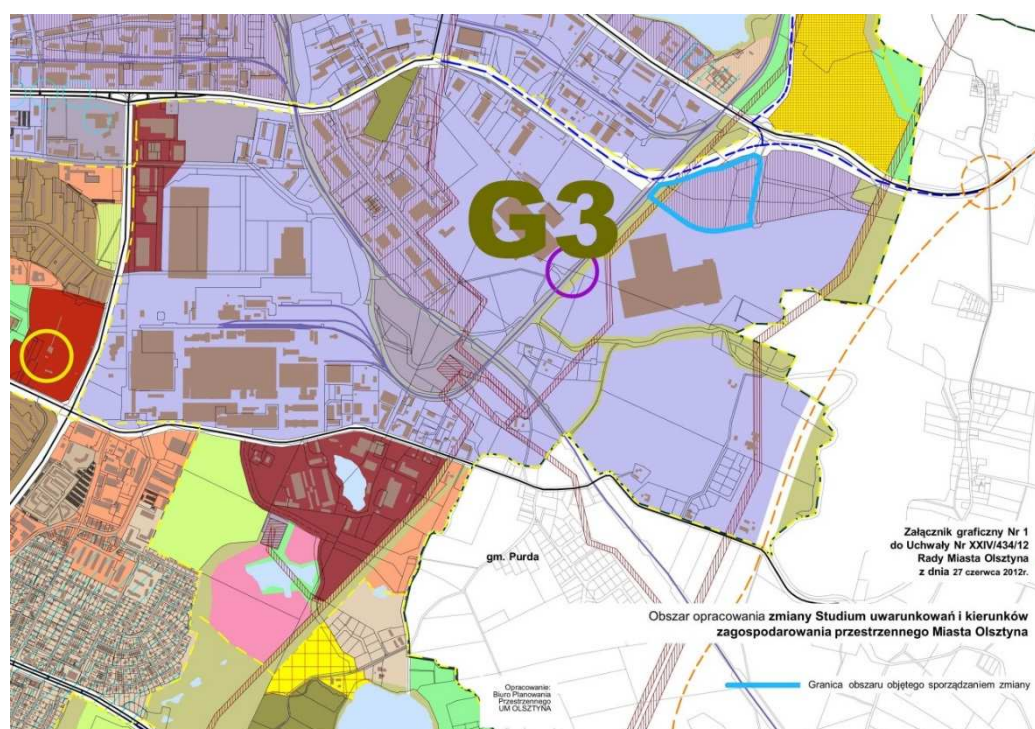 G3
gm. Purda
Załącznik graficzny Nr 1
do Uchwały Nr XXIV/434/12
Rady Miasta Olsztyna
z dnia 27 czerwca 2012r.
Obszar opracowania zmiany Studium uwarunkowań i kierunków
zagospodarowania przestrzennego Miasta Olsztyna
Opracowanie:
Biuro Planowania
Przestrzennego
UM OLSZTYNA
Granica obszaru objętego sporządzaniem zmiany